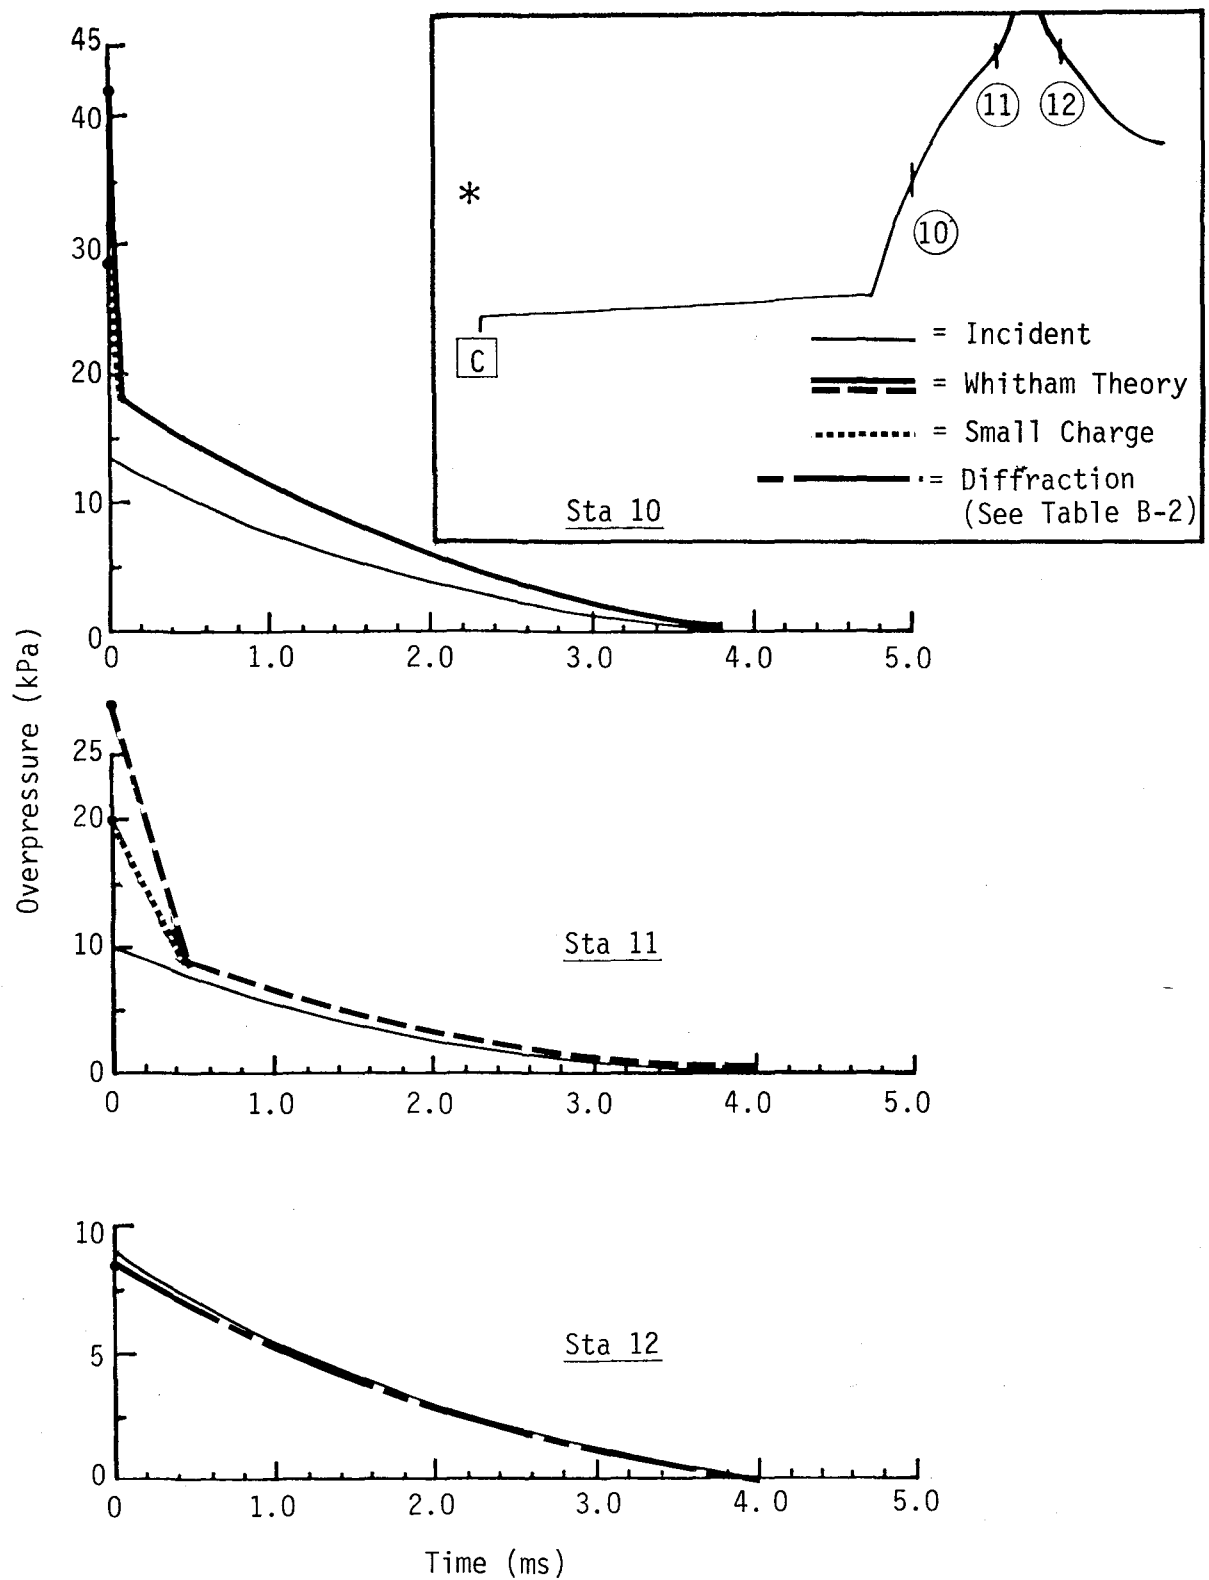 45
40
30
20
10
0
0 1.0 2.0 3.0 4.0 5.0
*
11
12
10
C
= Incident
= Whitham Theory
= Small Charge
= Diffraction
(See Table B-2)
Sta 10
Overpressure (kPa)
25
20
10
0
0 1.0 2.0 3.0 4.0 5.0
Sta 11
10
5
0
0 1.0 2.0 3.0 4.0 5.0
Sta 12
Time (ms)